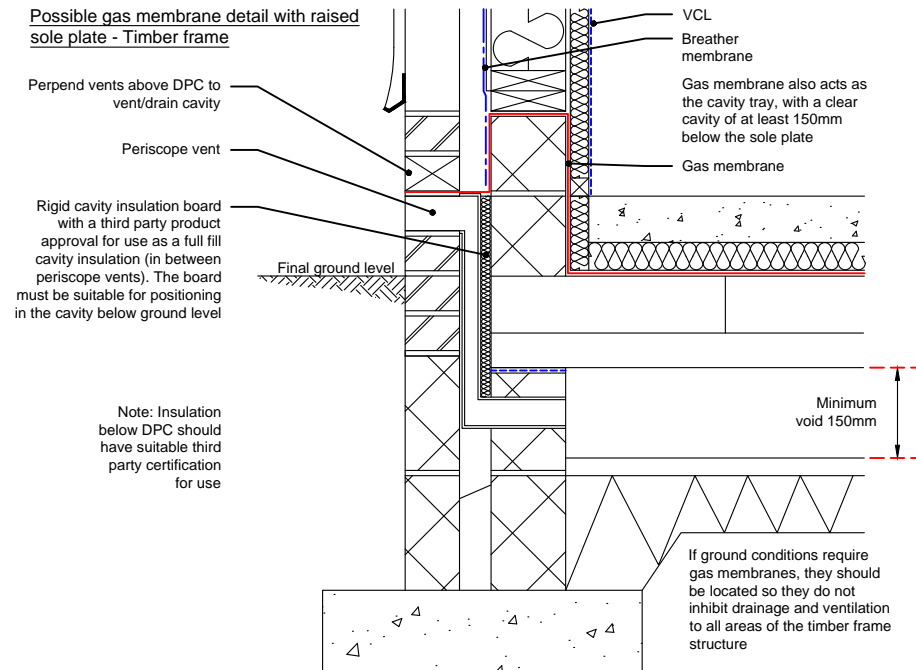 Possible gas membrane detail with raised
sole plate - Timber frame
Perpend vents above DPC to
vent/drain cavity
Periscope vent
Rigid cavity insulation board
with a third party product
approval for use as a full fill
cavity insulation (in between
periscope vents). The board
must be suitable for positioning
in the cavity below ground level
Final ground level
Note: Insulation
below DPC should
have suitable third
party certification
for use
VCL
Breather
membrane
Gas membrane also acts as
the cavity tray, with a clear
cavity of at least 150mm
below the sole plate
Gas membrane
Minimum
void 150mm
If ground conditions require
gas membranes, they should
be located so they do not
inhibit drainage and ventilation
to all areas of the timber frame
structure